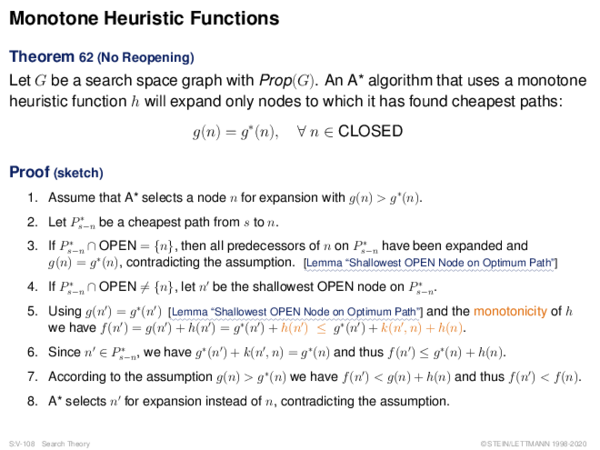 Monotone Heuristic Functions
Theorem 62 (No Reopening)
Let G be a search space graph with Prop(G). An A* algorithm that uses a monotone
heuristic function h will expand only nodes to which it has found cheapest paths:
g(n) = g*(n), ∀ n ∈ CLOSED
Proof (sketch)
1. Assume that A* selects a node n for expansion with g(n) > g*(n).
2. Let P*_{s−n} be a cheapest path from s to n.
3. If P*_{s−n} ∩ OPEN = {n}, then all predecessors of n on P*_{s−n} have been expanded and
g(n) = g*(n), contradicting the assumption. [Lemma “Shallowest OPEN Node on Optimum Path”]
4. If P*_{s−n} ∩ OPEN ≠ {n}, let n′ be the shallowest OPEN node on P*_{s−n}.
5. Using g(n′) = g*(n′) [Lemma “Shallowest OPEN Node on Optimum Path”] and the monotonicity of h
we have f(n′) = g(n′) + h(n′) = g*(n′) + h(n′) ≤ g*(n′) + k(n′, n) + h(n).
6. Since n′ ∈ P*_{s−n}, we have g*(n′) + k(n′, n) = g*(n) and thus f(n′) ≤ g*(n) + h(n).
7. According to the assumption g(n) > g*(n) we have f(n′) < g(n) + h(n) and thus f(n′) < f(n).
8. A* selects n′ for expansion instead of n, contradicting the assumption.
S:V-108 Search Theory ©STEIN/LETTMANN 1998-2020